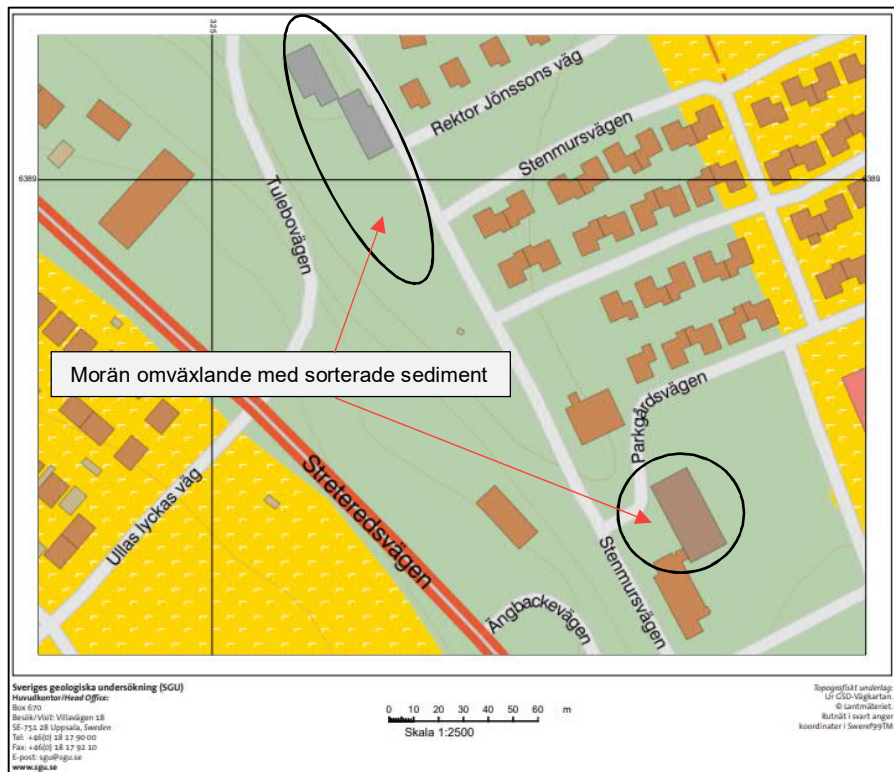 325
6389
6389
Rektor Jönssons väg
Stenmursvägen
Tulebovägen
Morän omväxlande med sorterade sediment
Parkgårdsvägen
Ullas lyckas väg
Streteredsvägen
Stenmursvägen
Ängbackevägen
Sveriges geologiska undersökning (SGU)
Huvudkontor/Head Office:
Box 670
Besök/Visit: Villavägen 18
SE-751 28 Uppsala, Sweden
Tel: +46(0) 18 17 90 00
Fax: +46(0) 18 17 92 10
E-post: sgu@sgu.se
www.sgu.se
0 10 20 30 40 50 60 m
Skala 1:2500
Topografiskt underlag:
Ur GSD-Vägkartan.
© Lantmäteriet.
Rutnät i svart anger
koordinater i Sweref99TM